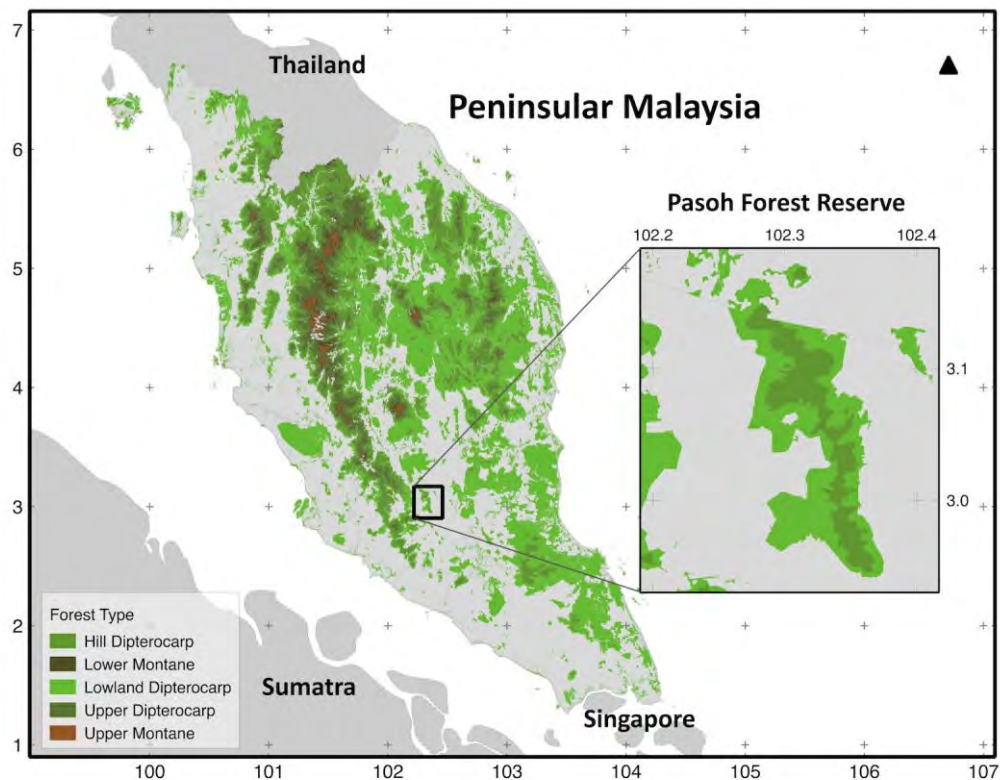 7
Thailand
Peninsular Malaysia
6
Pasoh Forest Reserve
102.2 102.3 102.4
5
3.1
4
3.0
3
2
Forest Type
Hill Dipterocarp
Lower Montane
Lowland Dipterocarp
Upper Dipterocarp
Upper Montane
Sumatra
Singapore
1
100 101 102 103 104 105 106 107